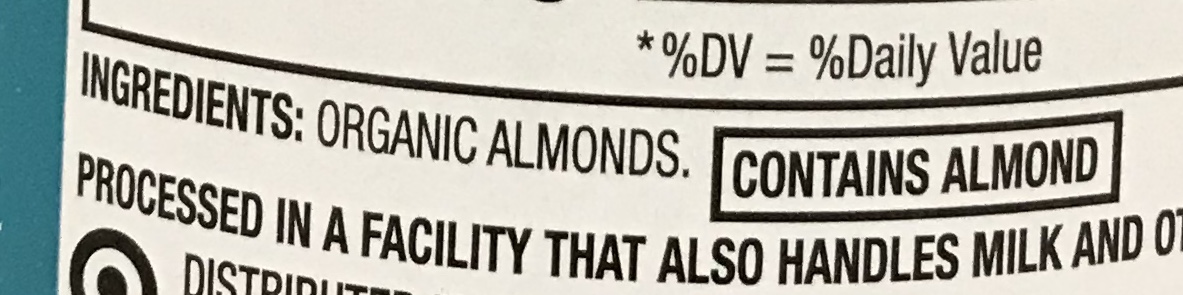 *%DV = %Daily Value
INGREDIENTS: ORGANIC ALMONDS. CONTAINS ALMOND
PROCESSED IN A FACILITY THAT ALSO HANDLES MILK AND